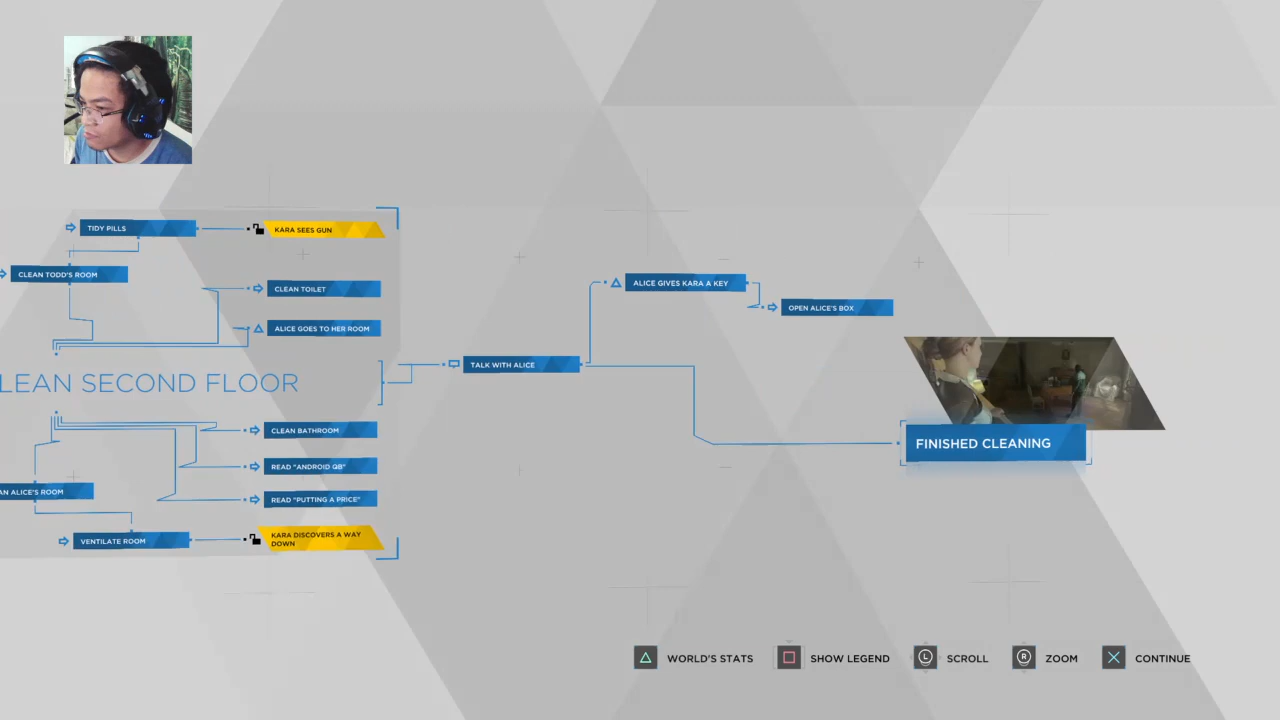 TIDY PILLS
KARA SEES GUN
CLEAN TODD'S ROOM
CLEAN TOILET
ALICE GIVES KARA A KEY
OPEN ALICE'S BOX
ALICE GOES TO HER ROOM
TALK WITH ALICE
LEAN SECOND FLOOR
CLEAN BATHROOM
FINISHED CLEANING
READ "ANDROID QB"
AN ALICE'S ROOM
READ "PUTTING A PRICE"
VENTILATE ROOM
KARA DISCOVERS A WAY
DOWN
WORLD'S STATS
SHOW LEGEND
L
SCROLL
R
ZOOM
CONTINUE